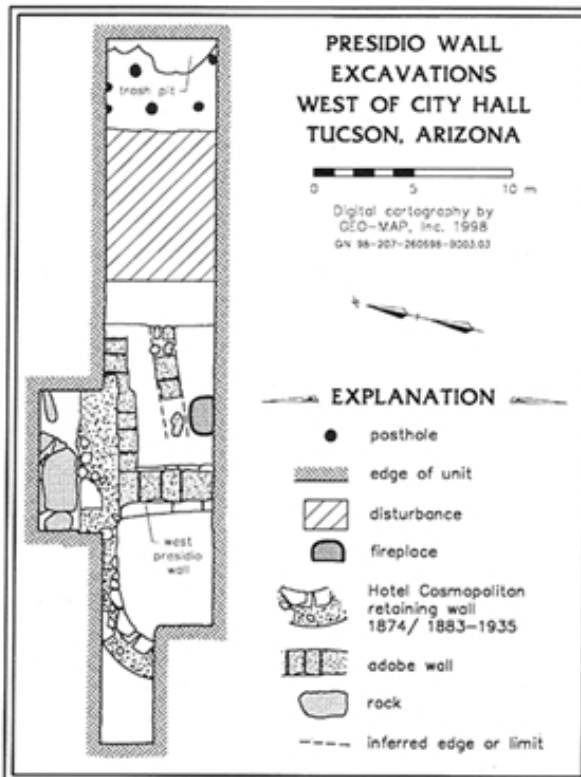 PRESIDIO WALL
EXCAVATIONS
WEST OF CITY HALL
TUCSON, ARIZONA
0 5 10 m
Digital cartography by
GEO-MAP, Inc. 1998
trash pit
EXPLANATION
posthole
edge of unit
disturbance
fireplace
Hotel Cosmopolitan
retaining wall
1874/ 1883-1935
adobe wall
rock
inferred edge or limit
west
presidio
wall